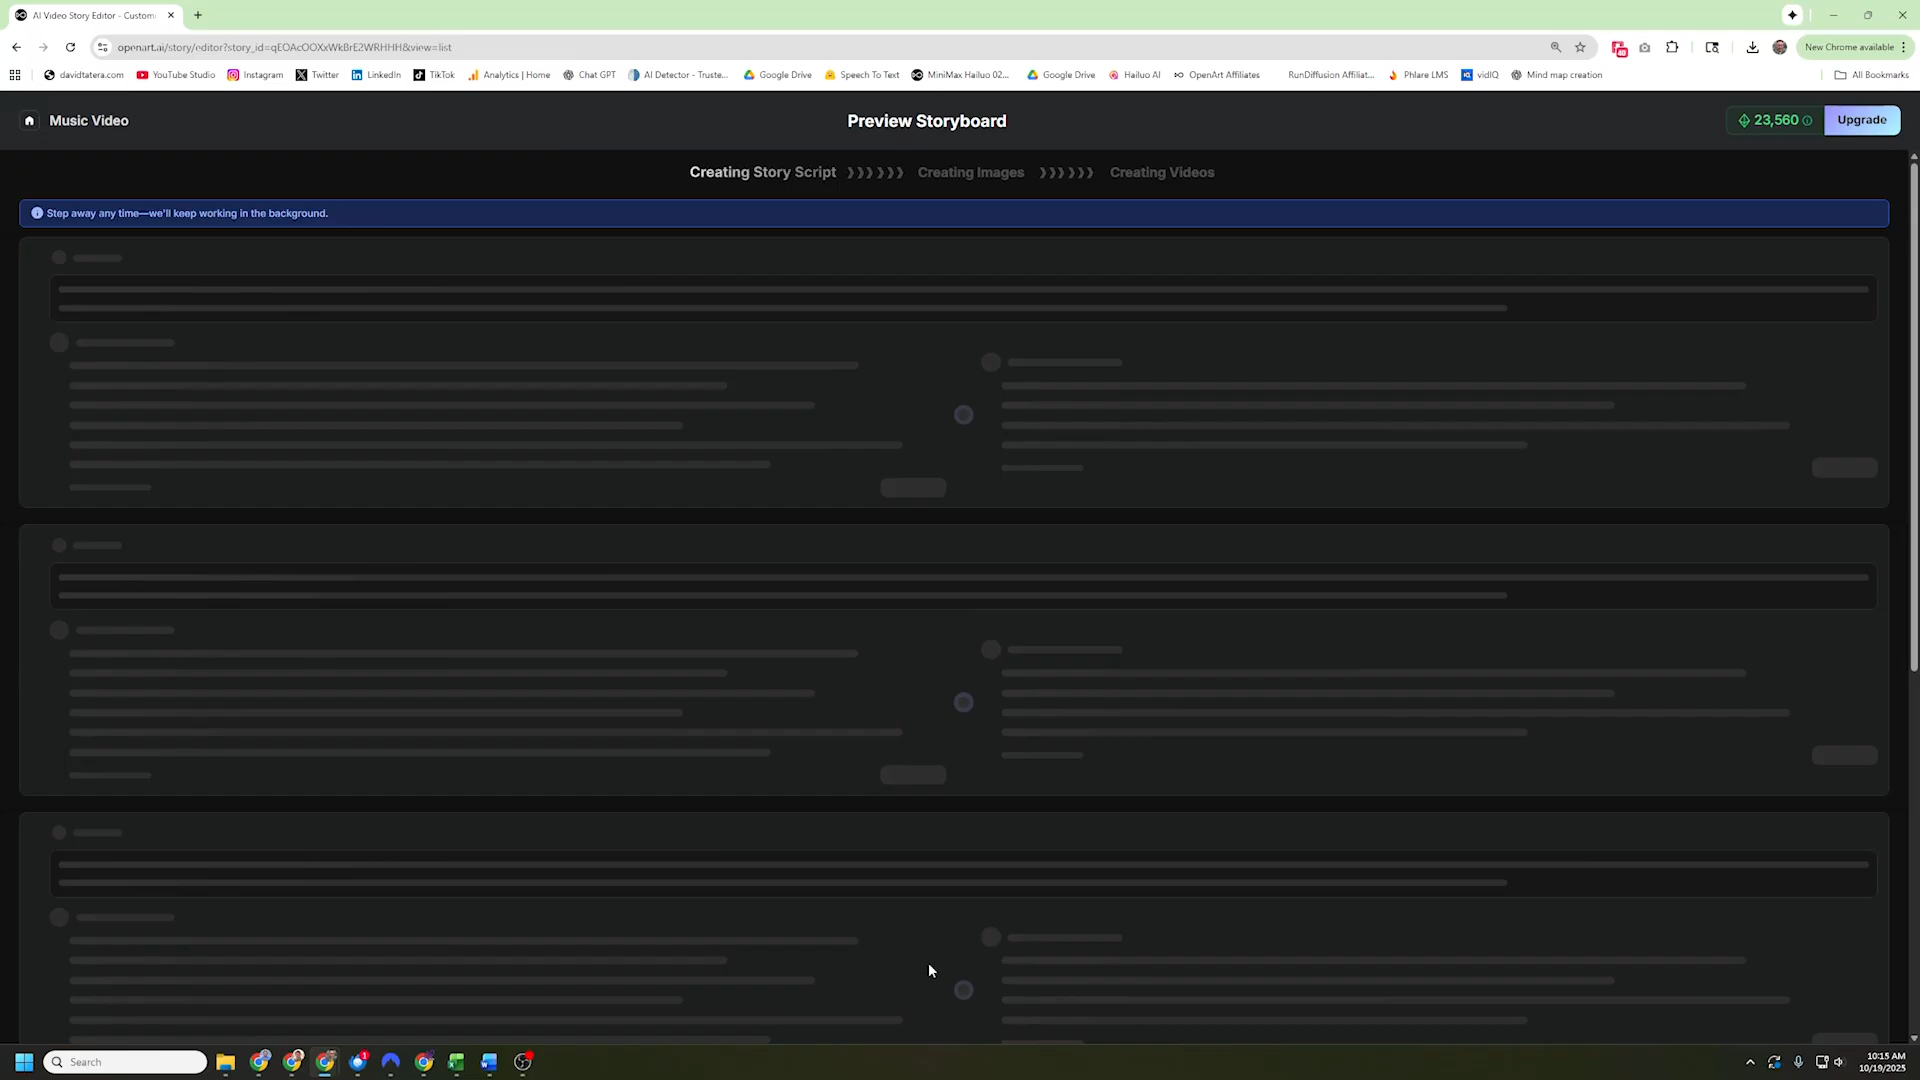 AI Video Story Editor - Custom
openart.ai/story/editor?story_id=qEOAcOOXxWkBrE2WRHHH&view=list
New Chrome available
davidtatera.com
YouTube Studio
Instagram
Twitter
LinkedIn
TikTok
Analytics | Home
Chat GPT
AI Detector - Truste...
Google Drive
Speech To Text
MiniMax Hailuo 02...
Google Drive
Hailuo AI
OpenArt Affiliates
RunDiffusion Affiliat...
Phlare LMS
vidIQ
Mind map creation
All Bookmarks
Music Video
Preview Storyboard
23,560
Upgrade
Creating Story Script
Creating Images
Creating Videos
Step away any time—we'll keep working in the background.
Search
10:15 AM
10/19/2025